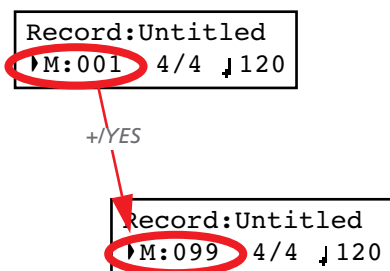 Record:Untitled
M:001 4/4 ♩120
+/YES
Record:Untitled
M:099 4/4 ♩120